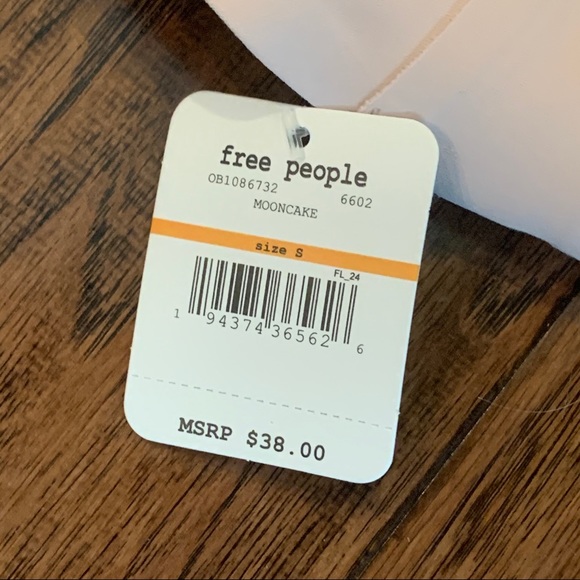 free people
OB1086732 6602
MOONCAKE
size S
FL_24
1 94374 36562 6
MSRP $38.00